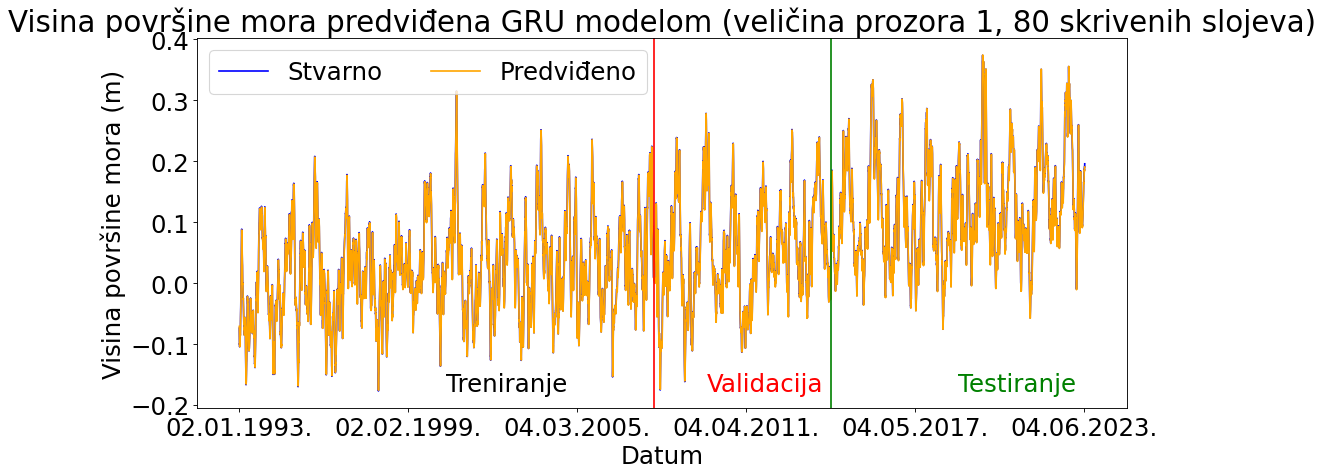 Visina površine mora predviđena GRU modelom (veličina prozora 1, 80 skrivenih slojeva)
Visina površine mora (m)
0.4
0.3
0.2
0.1
0.0
−0.1
−0.2
Stvarno
Predviđeno
Treniranje
Validacija
Testiranje
02.01.1993.
02.02.1999.
04.03.2005.
04.04.2011.
04.05.2017.
04.06.2023.
Datum